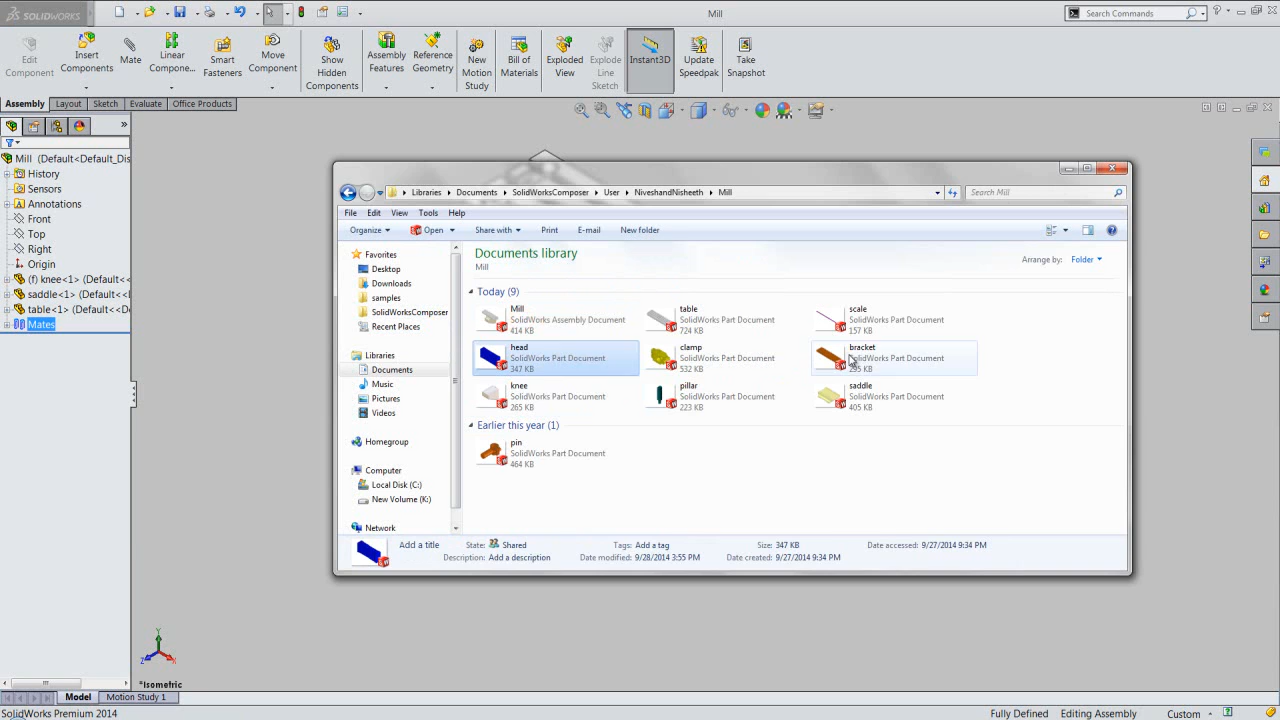 SOLIDWORKS
Mill
Search Commands
Edit
Component
Insert
Components
Mate
Linear
Compone...
Smart
Fasteners
Move
Component
Show
Hidden
Components
Assembly
Features
Reference
Geometry
New
Motion
Study
Bill of
Materials
Exploded
View
Explode
Line
Sketch
Instant3D
Update
Speedpak
Take
Snapshot
Assembly
Layout
Sketch
Evaluate
Office Products
Mill (Default<Default_Dis
History
Sensors
Annotations
Front
Top
Right
Origin
(f) knee<1> (Default<<
saddle<1> (Default<<
table<1> (Default<<De
Mates
Libraries
Documents
SolidWorksComposer
User
NiveshandNisheeth
Mill
Search Mill
File
Edit
View
Tools
Help
Organize
Open
Share with
Print
E-mail
New folder
Favorites
Desktop
Downloads
samples
SolidWorksComposer
Recent Places
Libraries
Documents
Music
Pictures
Videos
Homegroup
Computer
Local Disk (C:)
New Volume (K:)
Network
Documents library
Mill
Arrange by: Folder
Today (9)
Mill
SolidWorks Assembly Document
414 KB
table
SolidWorks Part Document
724 KB
scale
SolidWorks Part Document
157 KB
head
SolidWorks Part Document
347 KB
clamp
SolidWorks Part Document
532 KB
bracket
SolidWorks Part Document
KB
knee
SolidWorks Part Document
265 KB
pillar
SolidWorks Part Document
223 KB
saddle
SolidWorks Part Document
405 KB
Earlier this year (1)
pin
SolidWorks Part Document
464 KB
Add a title
State: Shared
Tags: Add a tag
Size: 347 KB
Date accessed: 9/27/2014 9:34 PM
Description: Add a description
Date modified: 9/28/2014 3:55 PM
Date created: 9/27/2014 9:34 PM
Y
X
Z
*Isometric
Model
Motion Study 1
SolidWorks Premium 2014
Fully Defined
Editing Assembly
Custom